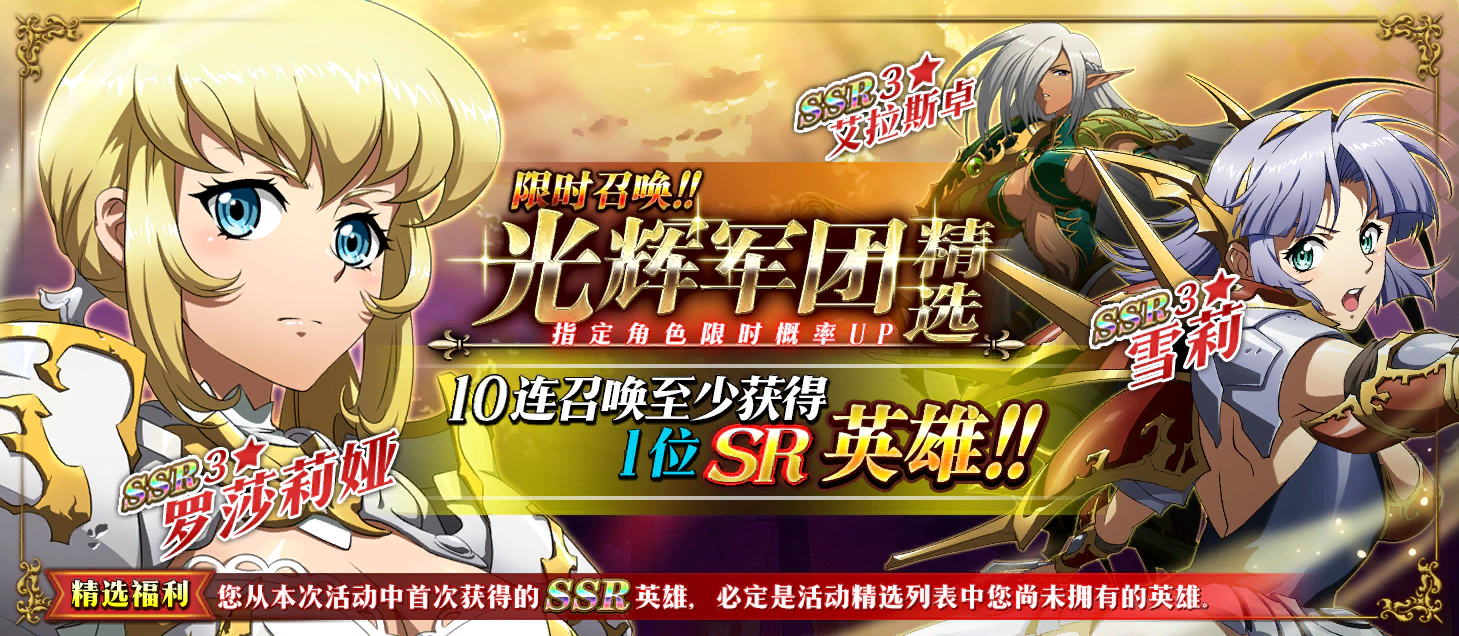 SSR3★
艾拉斯卓
限时召唤!!
光辉军团精选
指定角色限时概率UP
SSR3★
雪莉
10连召唤至少获得
1位SR英雄!!
SSR3★
罗莎莉娅
精选福利
您从本次活动中首次获得的SSR英雄，必定是活动精选列表中您尚未拥有的英雄。